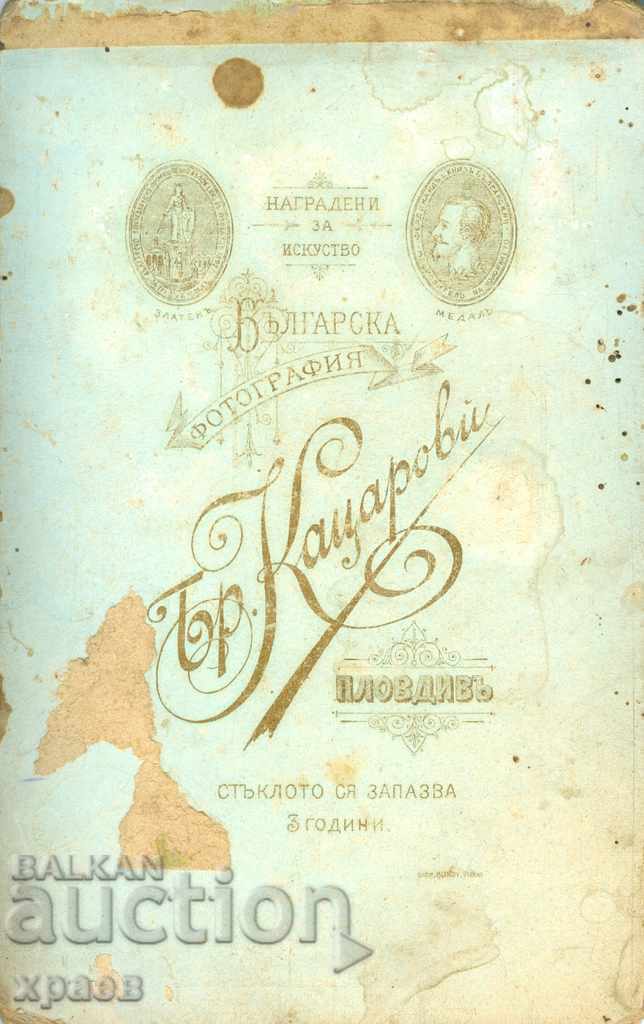 НАГРАДЕНИ
ЗА
ИСКУСТВО
ЗЛАТЕНЪ
МЕДАЛЪ
БЪЛГАРСКА
ФОТОГРАФИЯ
Бр. Кацарови
ПЛОВДИВЪ
СТЪКЛОТО СЯ ЗАПАЗВА
3 ГОДИНИ.
BALKAN
auction
храов